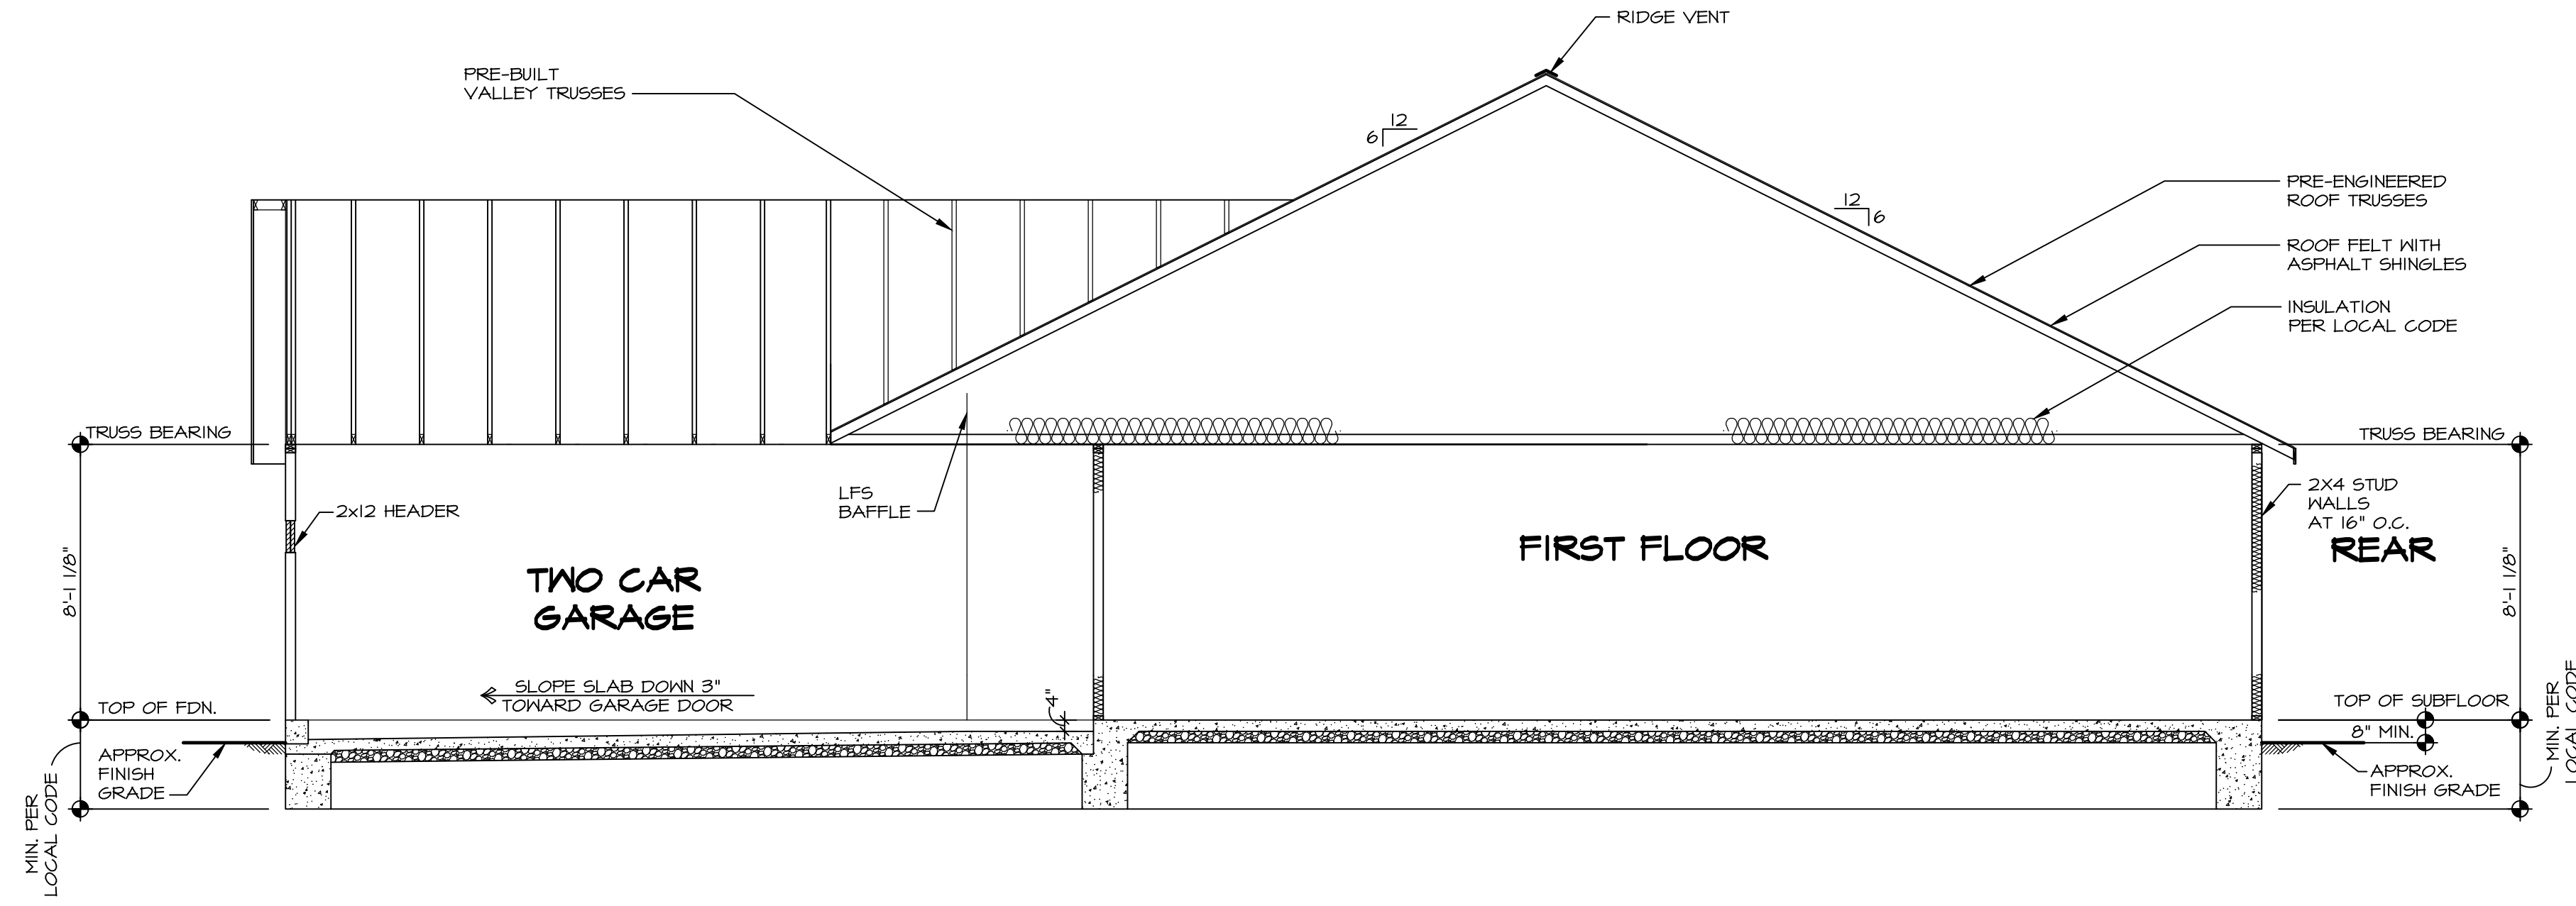 RIDGE VENT
PRE-BUILT
VALLEY TRUSSES
12
6
12
6
PRE-ENGINEERED
ROOF TRUSSES
ROOF FELT WITH
ASPHALT SHINGLES
INSULATION
PER LOCAL CODE
TRUSS BEARING
TRUSS BEARING
LFS
BAFFLE
2x12 HEADER
2X4 STUD
WALLS
AT 16" O.C.
FIRST FLOOR
REAR
TWO CAR
GARAGE
8'-1 1/8"
8'-1 1/8"
SLOPE SLAB DOWN 3"
TOWARD GARAGE DOOR
4"
TOP OF FDN.
TOP OF SUBFLOOR
8" MIN.
APPROX.
FINISH
GRADE
APPROX.
FINISH GRADE
MIN. PER
LOCAL CODE
MIN. PER
LOCAL CODE